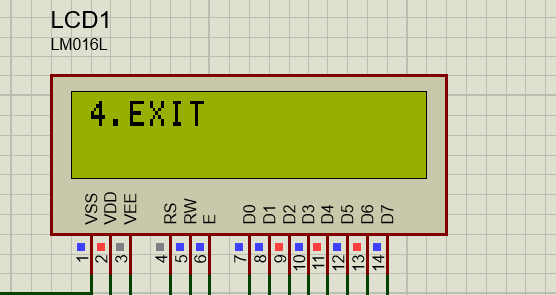 LCD1
LM016L
4.EXIT
VSS VDD VEE RS RW E D0 D1 D2 D3 D4 D5 D6 D7
1 2 3 4 5 6 7 8 9 10 11 12 13 14